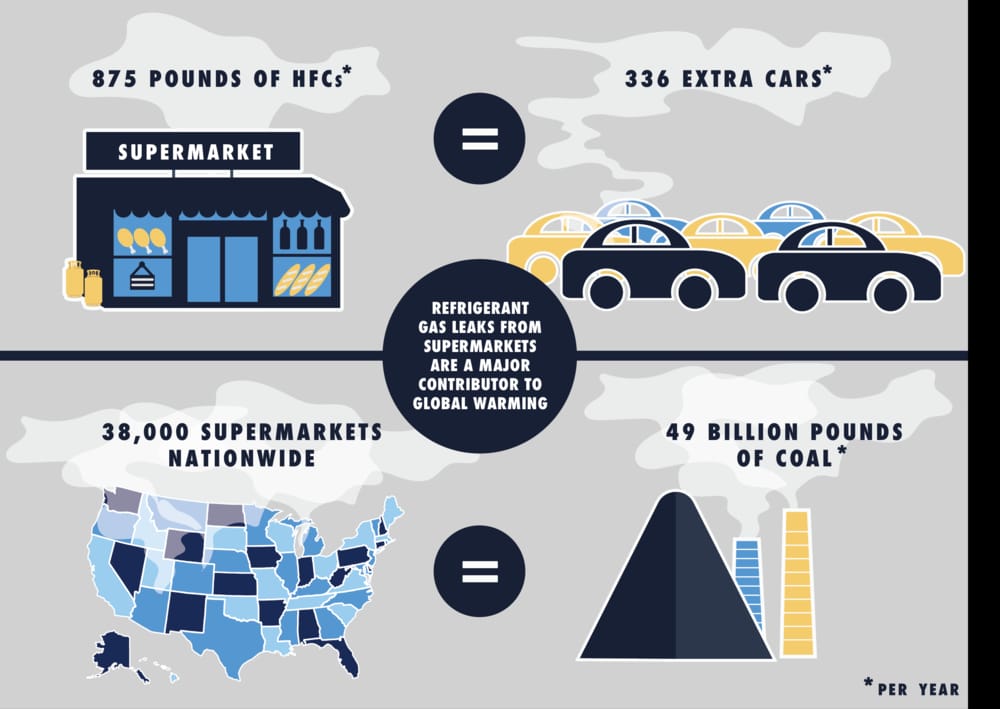 875 POUNDS OF HFCs*
336 EXTRA CARS*
=
SUPERMARKET
REFRIGERANT
GAS LEAKS FROM
SUPERMARKETS
ARE A MAJOR
CONTRIBUTOR TO
GLOBAL WARMING
38,000 SUPERMARKETS
NATIONWIDE
49 BILLION POUNDS
OF COAL*
=
*PER YEAR